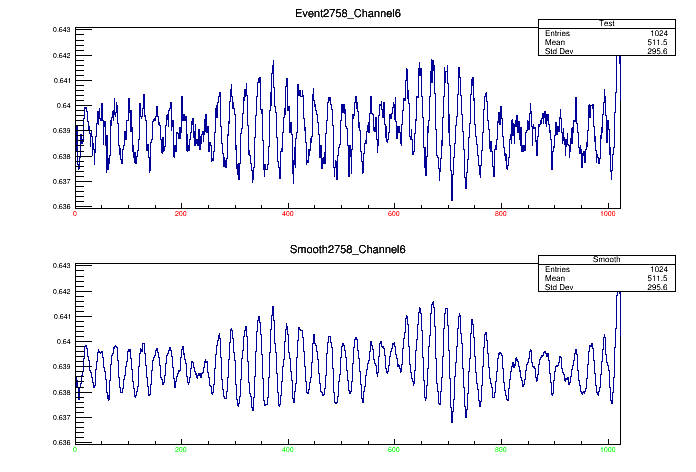 Event2758_Channel6
Test
Entries 1024
Mean 511.5
Std Dev 295.6
0.643
0.642
0.641
0.64
0.639
0.638
0.637
0.636
0 200 400 600 800 1000
Smooth2758_Channel6
Smooth
Entries 1024
Mean 511.5
Std Dev 295.6
0.643
0.642
0.641
0.64
0.639
0.638
0.637
0.636
0 200 400 600 800 1000